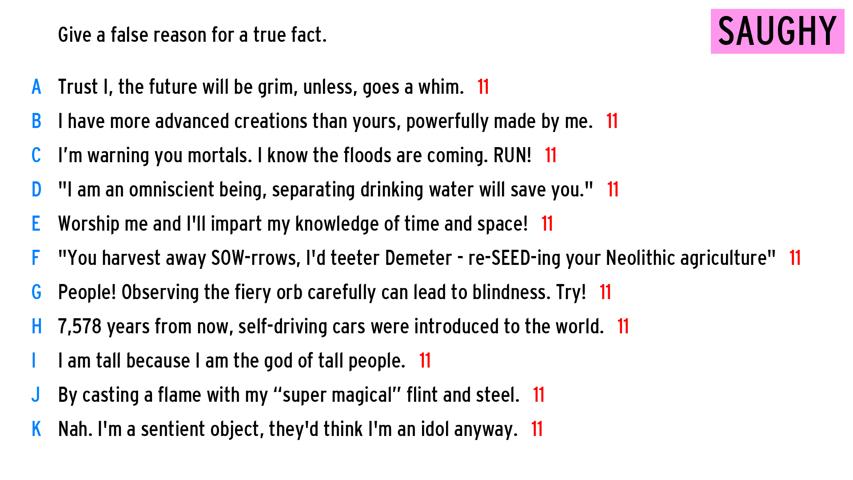 SAUGHY
Give a false reason for a true fact.
A Trust I, the future will be grim, unless, goes a whim. 11
B I have more advanced creations than yours, powerfully made by me. 11
C I’m warning you mortals. I know the floods are coming. RUN! 11
D "I am an omniscient being, separating drinking water will save you." 11
E Worship me and I'll impart my knowledge of time and space! 11
F "You harvest away SOW-rrows, I'd teeter Demeter - re-SEED-ing your Neolithic agriculture" 11
G People! Observing the fiery orb carefully can lead to blindness. Try! 11
H 7,578 years from now, self-driving cars were introduced to the world. 11
I I am tall because I am the god of tall people. 11
J By casting a flame with my “super magical” flint and steel. 11
K Nah. I'm a sentient object, they'd think I'm an idol anyway. 11